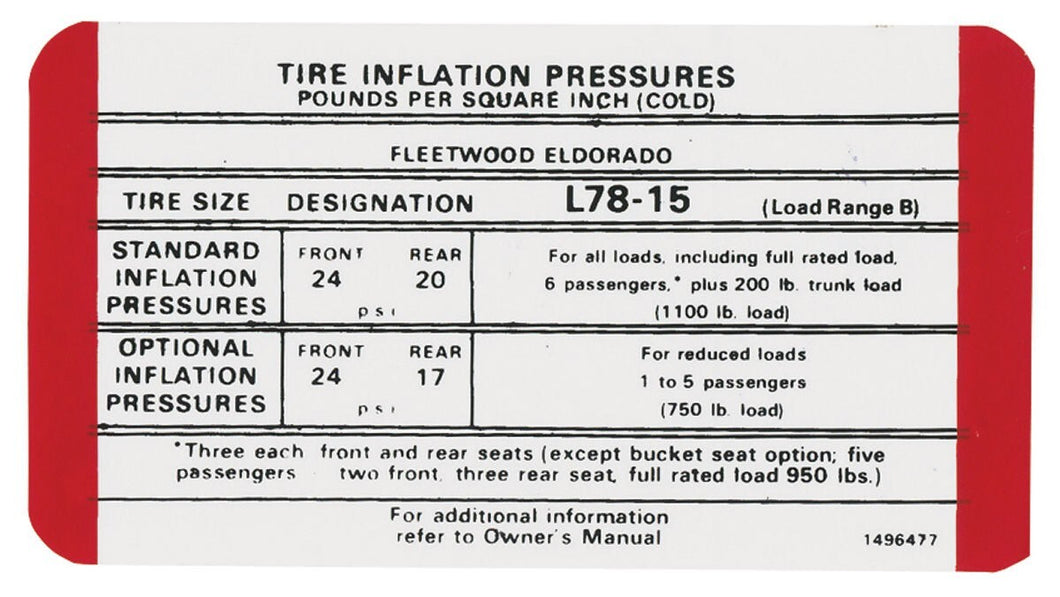 TIRE INFLATION PRESSURES
POUNDS PER SQUARE INCH (COLD)
FLEETWOOD ELDORADO
TIRE SIZE DESIGNATION L78-15 (Load Range B)
STANDARD INFLATION PRESSURES
FRONT REAR
24 20
psi
For all loads, including full rated load,
6 passengers,* plus 200 lb. trunk load
(1100 lb. load)
OPTIONAL INFLATION PRESSURES
FRONT REAR
24 17
psi
For reduced loads
1 to 5 passengers
(750 lb. load)
*Three each front and rear seats (except bucket seat option; five
passengers two front, three rear seat, full rated load 950 lbs.)
For additional information
refer to Owner's Manual
1496477